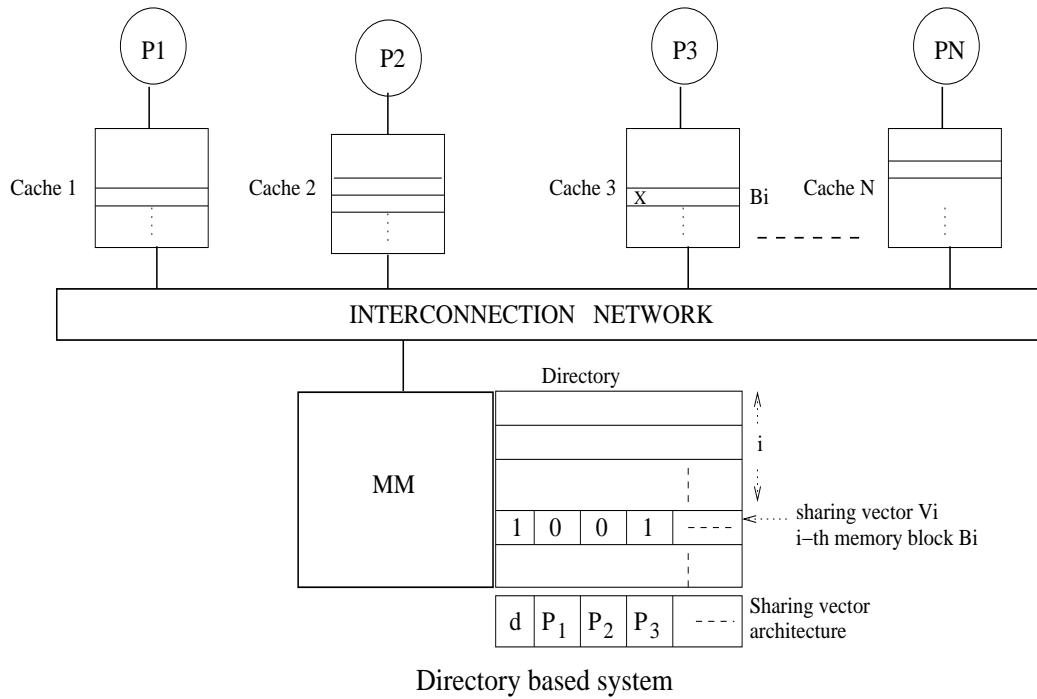 P1 P2 P3 PN
Cache 1 Cache 2 Cache 3 X Bi Cache N
INTERCONNECTION NETWORK
Directory
MM
i
1 0 0 1
sharing vector Vi
i-th memory block Bi
d P1 P2 P3
Sharing vector
architecture
Directory based system